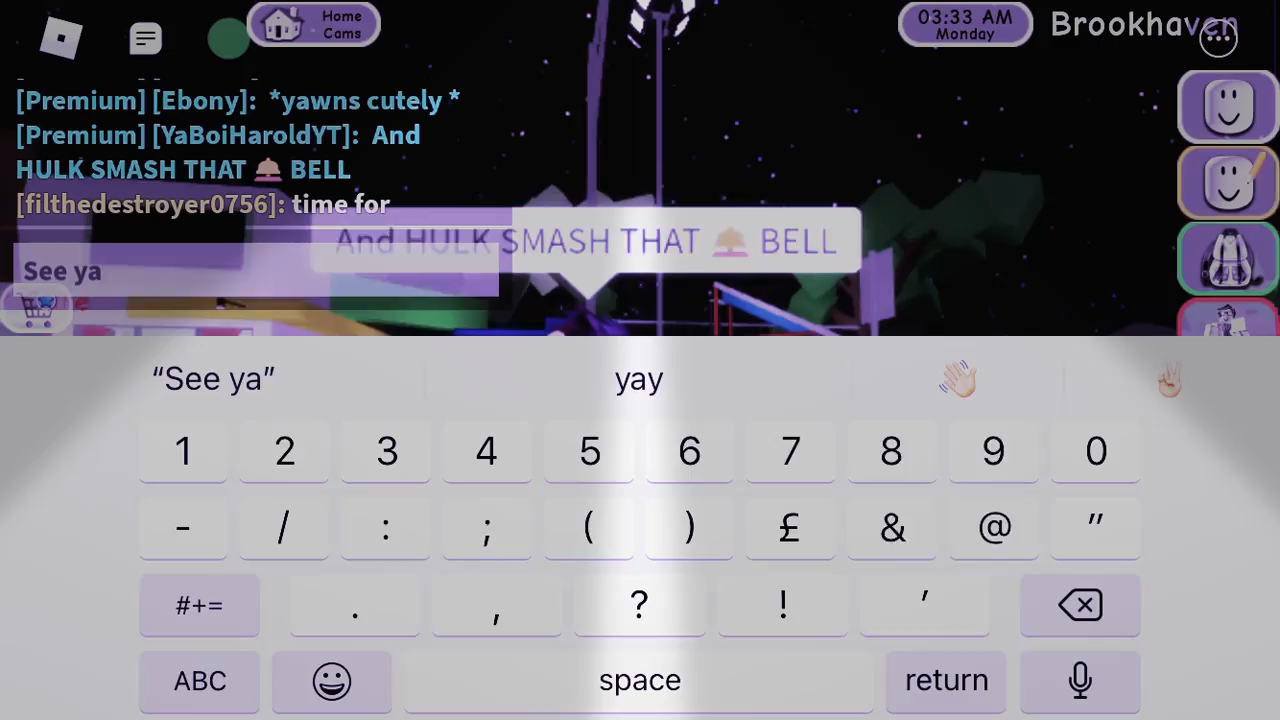 Home
Cams
03:33 AM
Monday
Brookhaven
[Premium] [Ebony]: *yawns cutely *
[Premium] [YaBoiHaroldYT]: And
HULK SMASH THAT 🛎 BELL
[filthedestroyer0756]: time for
And HULK SMASH THAT 🛎 BELL
See ya
“See ya” yay 👋🏻 ✌🏻
1 2 3 4 5 6 7 8 9 0
- / : ; ( ) £ & @ "
#+= . , ? ! ’
ABC space return